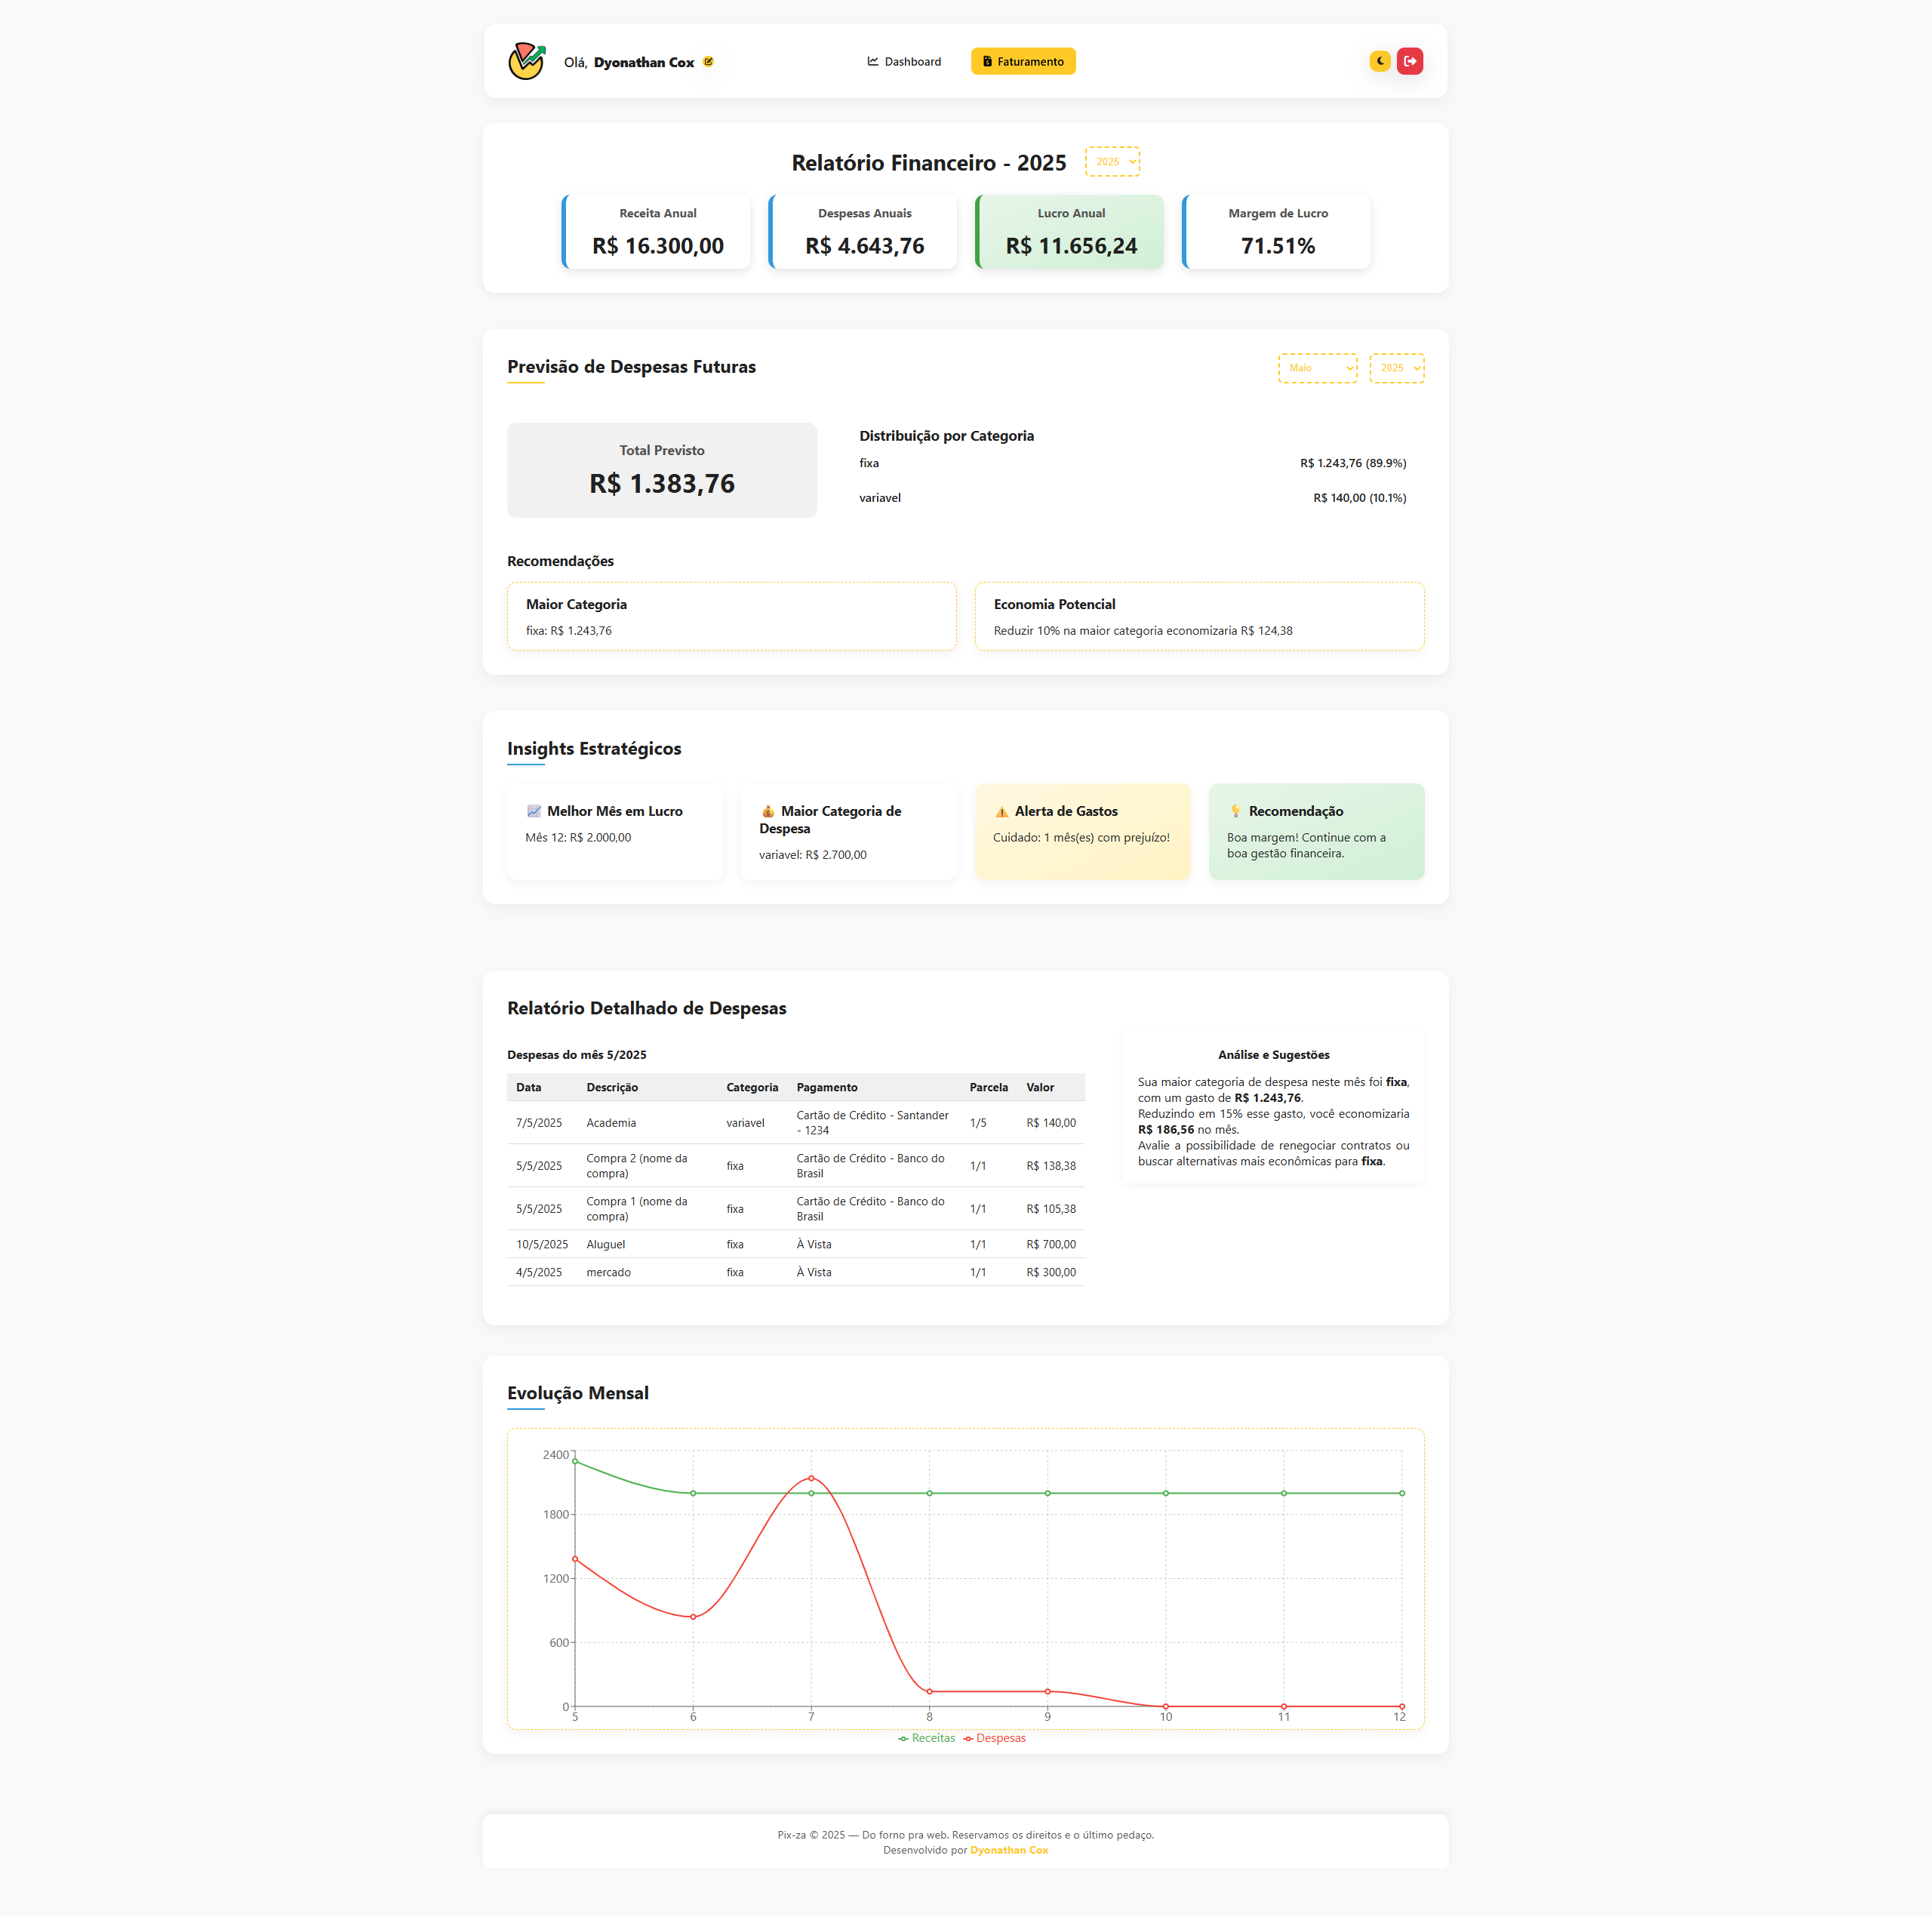 Olá, Dyonathan Cox
Dashboard
Faturamento
Relatório Financeiro - 2025
2025
Receita Anual
R$ 16.300,00
Despesas Anuais
R$ 4.643,76
Lucro Anual
R$ 11.656,24
Margem de Lucro
71.51%
Previsão de Despesas Futuras
Maio
2025
Total Previsto
R$ 1.383,76
Distribuição por Categoria
fixa R$ 1.243,76 (89.9%)
variavel R$ 140,00 (10.1%)
Recomendações
Maior Categoria
fixa: R$ 1.243,76
Economia Potencial
Reduzir 10% na maior categoria economizaria R$ 124,38
Insights Estratégicos
Melhor Mês em Lucro
Mês 12: R$ 2.000,00
Maior Categoria de
Despesa
variavel: R$ 2.700,00
Alerta de Gastos
Cuidado: 1 mês(es) com prejuízo!
Recomendação
Boa margem! Continue com a
boa gestão financeira.
Relatório Detalhado de Despesas
Despesas do mês 5/2025
Data Descrição Categoria Pagamento Parcela Valor
7/5/2025 Academia variavel Cartão de Crédito - Santander
- 1234 1/5 R$ 140,00
5/5/2025 Compra 2 (nome da
compra) fixa Cartão de Crédito - Banco do
Brasil 1/1 R$ 138,38
5/5/2025 Compra 1 (nome da
compra) fixa Cartão de Crédito - Banco do
Brasil 1/1 R$ 105,38
10/5/2025 Aluguel fixa À Vista 1/1 R$ 700,00
4/5/2025 mercado fixa À Vista 1/1 R$ 300,00
Análise e Sugestões
Sua maior categoria de despesa neste mês foi fixa,
com um gasto de R$ 1.243,76.
Reduzindo em 15% esse gasto, você economizaria
R$ 186,56 no mês.
Avalie a possibilidade de renegociar contratos ou
buscar alternativas mais econômicas para fixa.
Evolução Mensal
2400
1800
1200
600
0
5 6 7 8 9 10 11 12
Receitas Despesas
Pix-za © 2025 — Do forno pra web. Reservamos os direitos e o último pedaço.
Desenvolvido por Dyonathan Cox